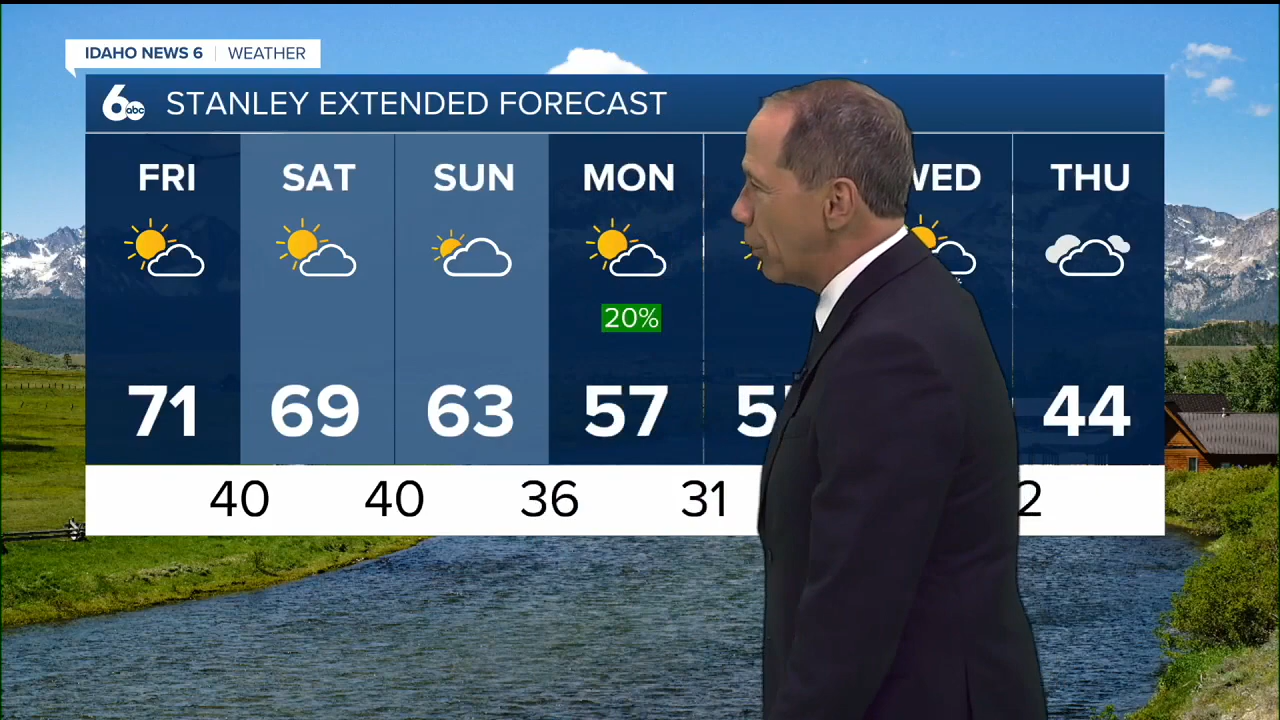 IDAHO NEWS 6 | WEATHER
6abc STANLEY EXTENDED FORECAST
FRI SAT SUN MON WED THU
20%
71 69 63 57 44
40 40 36 31